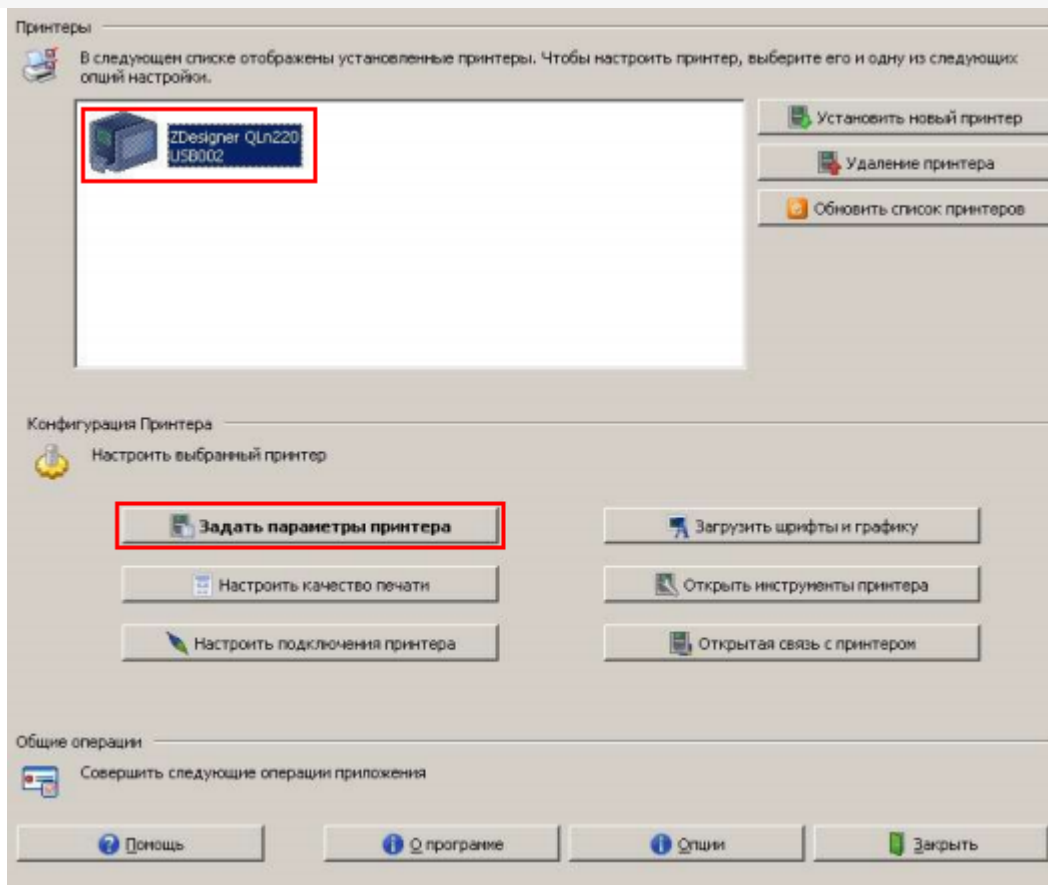 Принтеры
В следующем списке отображены установленные принтеры. Чтобы настроить принтер, выберите его и одну из следующих
опций настройки.
ZDesigner QLn220
USB002
Установить новый принтер
Удаление принтера
Обновить список принтеров
Конфигурация Принтера
Настроить выбранный принтер
Задать параметры принтера
Загрузить шрифты и графику
Настроить качество печати
Открыть инструменты принтера
Настроить подключения принтера
Открытая связь с принтером
Общие операции
Совершить следующие операции приложения
Помощь
О программе
Опции
Закрыть